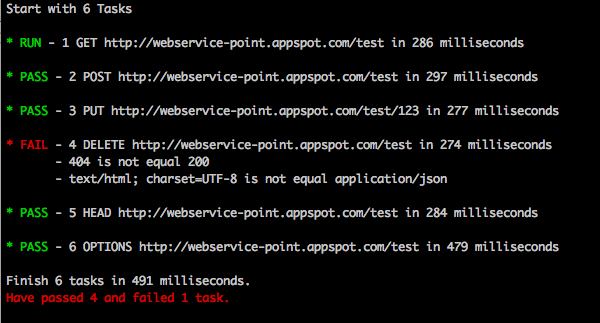 Start with 6 Tasks
* RUN - 1 GET http://webservice-point.appspot.com/test in 286 milliseconds
* PASS - 2 POST http://webservice-point.appspot.com/test in 297 milliseconds
* PASS - 3 PUT http://webservice-point.appspot.com/test/123 in 277 milliseconds
* FAIL - 4 DELETE http://webservice-point.appspot.com/test in 274 milliseconds
- 404 is not equal 200
- text/html; charset=UTF-8 is not equal application/json
* PASS - 5 HEAD http://webservice-point.appspot.com/test in 284 milliseconds
* PASS - 6 OPTIONS http://webservice-point.appspot.com/test in 479 milliseconds
Finish 6 tasks in 491 milliseconds.
Have passed 4 and failed 1 task.